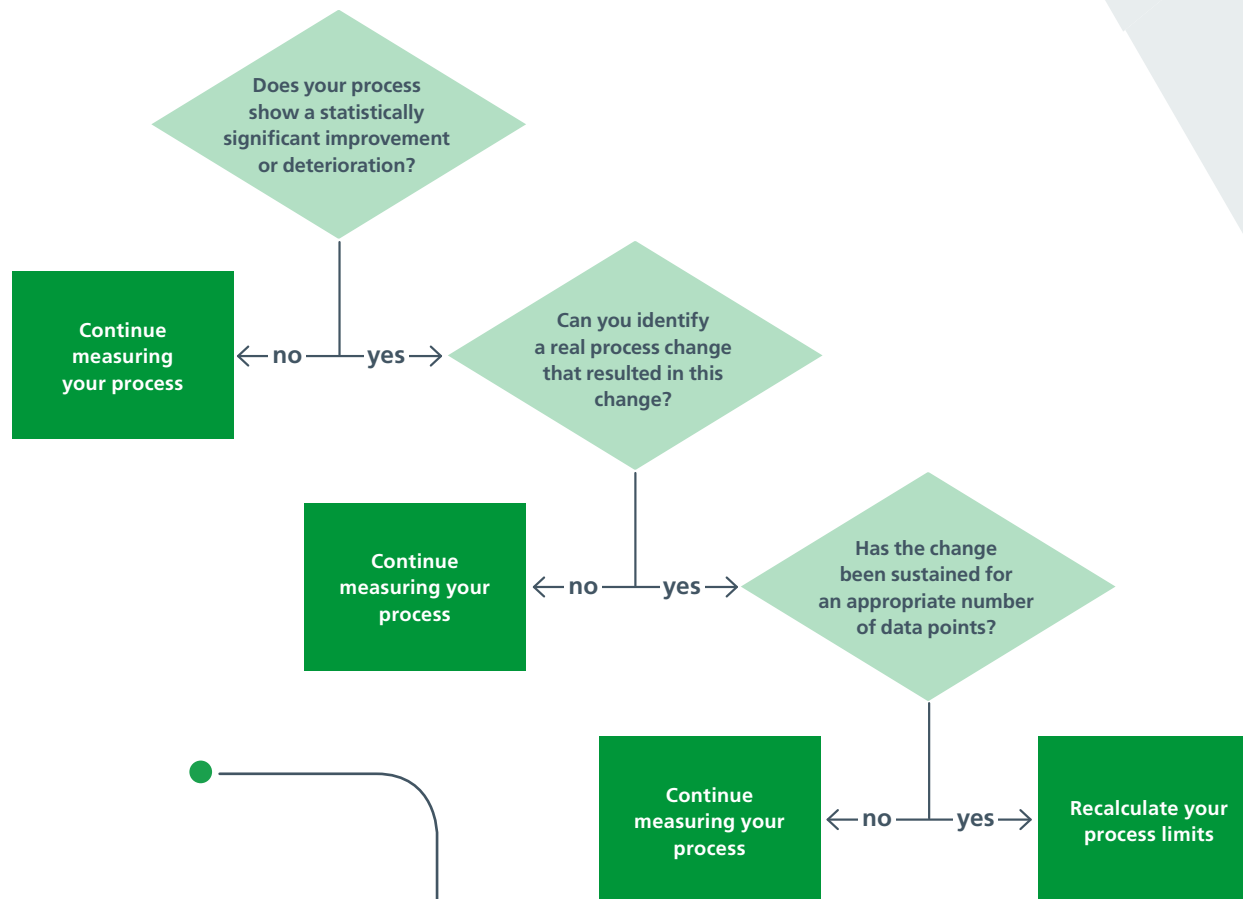 Does your process
show a statistically
significant improvement
or deterioration?
Continue
measuring
your process
no
yes
Can you identify
a real process change
that resulted in this
change?
Continue
measuring your
process
no
yes
Has the change
been sustained for
an appropriate number
of data points?
Continue
measuring your
process
no
yes
Recalculate your
process limits